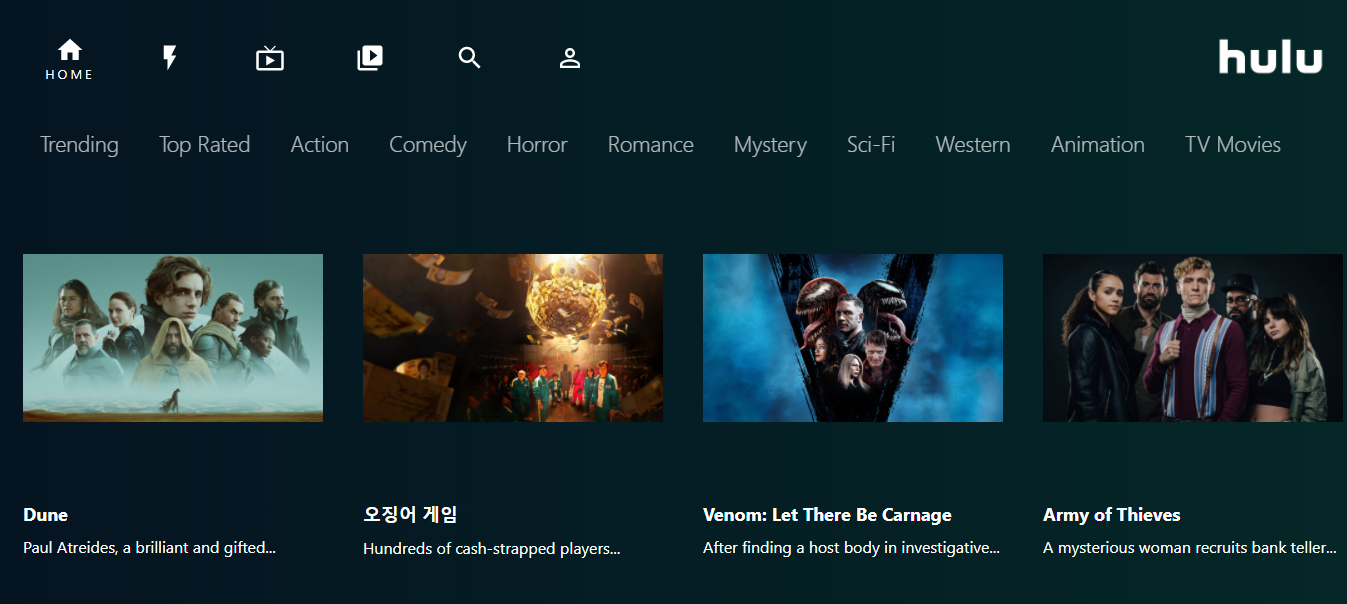 HOME
hulu
Trending Top Rated Action Comedy Horror Romance Mystery Sci-Fi Western Animation TV Movies
Dune
Paul Atreides, a brilliant and gifted...
오징어 게임
Hundreds of cash-strapped players...
Venom: Let There Be Carnage
After finding a host body in investigative...
Army of Thieves
A mysterious woman recruits bank teller...